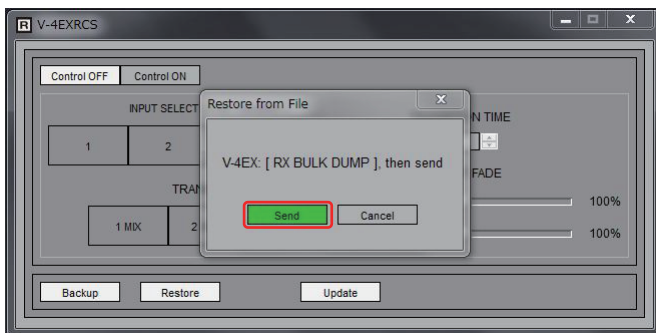 R V-4EXRCS
Control OFF Control ON
INPUT SELECT
1 2
TRAN
1 MIX 2
N TIME
FADE
100%
100%
Restore from File
V-4EX: [ RX BULK DUMP ], then send
Send Cancel
Backup Restore Update